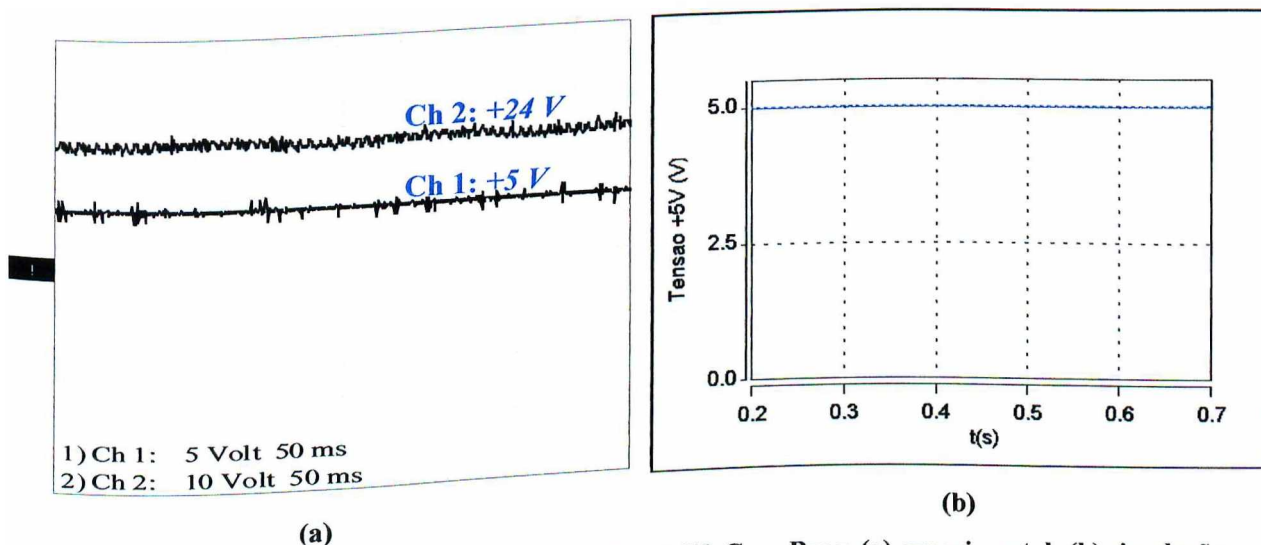 Ch 2: +24 V
Ch 1: +5 V
1) Ch 1: 5 Volt 50 ms
2) Ch 2: 10 Volt 50 ms
(a)
Tensao +5V (V)
5.0
2.5
0.0
0.2 0.3 0.4 0.5 0.6 0.7
t(s)
(b)
(a) experimental; (b)